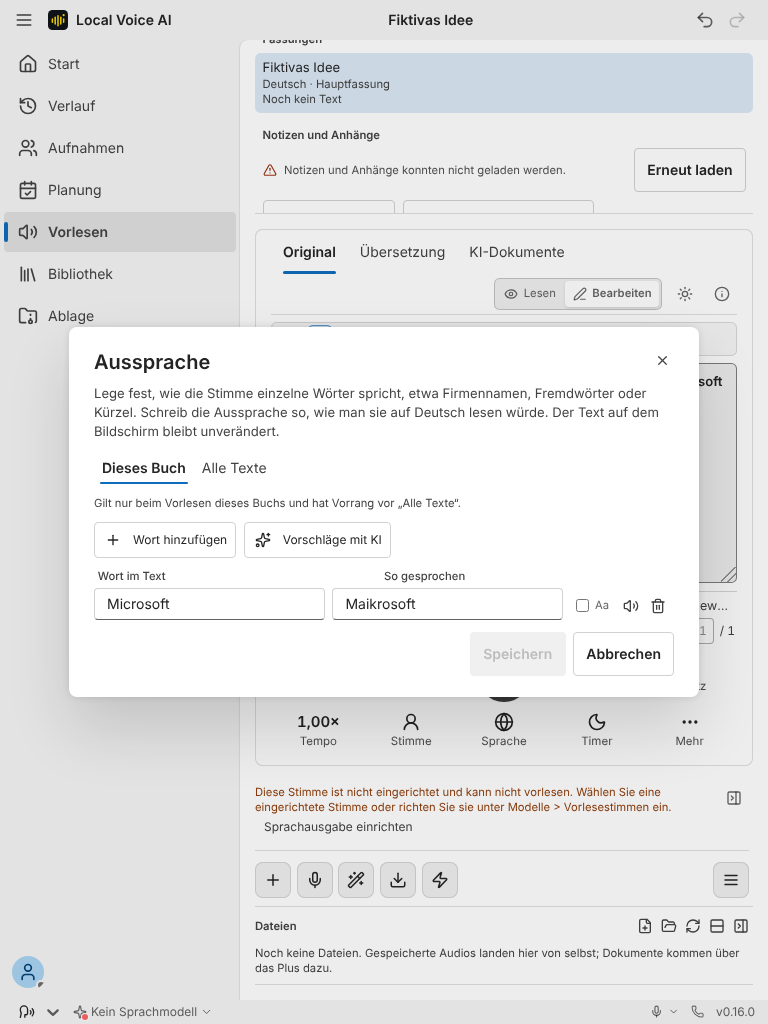 Local Voice AI
Fiktivas Idee
Start
Verlauf
Aufnahmen
Planung
Vorlesen
Bibliothek
Ablage
Fassungen
Fiktivas Idee
Deutsch · Hauptfassung
Noch kein Text
Notizen und Anhänge
Notizen und Anhänge konnten nicht geladen werden.
Erneut laden
Original
Übersetzung
KI-Dokumente
Lesen
Bearbeiten
soft
Aussprache
Lege fest, wie die Stimme einzelne Wörter spricht, etwa Firmennamen, Fremdwörter oder
Kürzel. Schreib die Aussprache so, wie man sie auf Deutsch lesen würde. Der Text auf dem
Bildschirm bleibt unverändert.
Dieses Buch
Alle Texte
Gilt nur beim Vorlesen dieses Buchs und hat Vorrang vor „Alle Texte“.
Wort hinzufügen
Vorschläge mit KI
Wort im Text
So gesprochen
Microsoft
Maikrosoft
Aa
Speichern
Abbrechen
ew…
1 / 1
tz
1,00×
Tempo
Stimme
Sprache
Timer
Mehr
Diese Stimme ist nicht eingerichtet und kann nicht vorlesen. Wählen Sie eine
eingerichtete Stimme oder richten Sie sie unter Modelle > Vorlesestimmen ein.
Sprachausgabe einrichten
Dateien
Noch keine Dateien. Gespeicherte Audios landen hier von selbst; Dokumente kommen über
das Plus dazu.
Kein Sprachmodell
v0.16.0